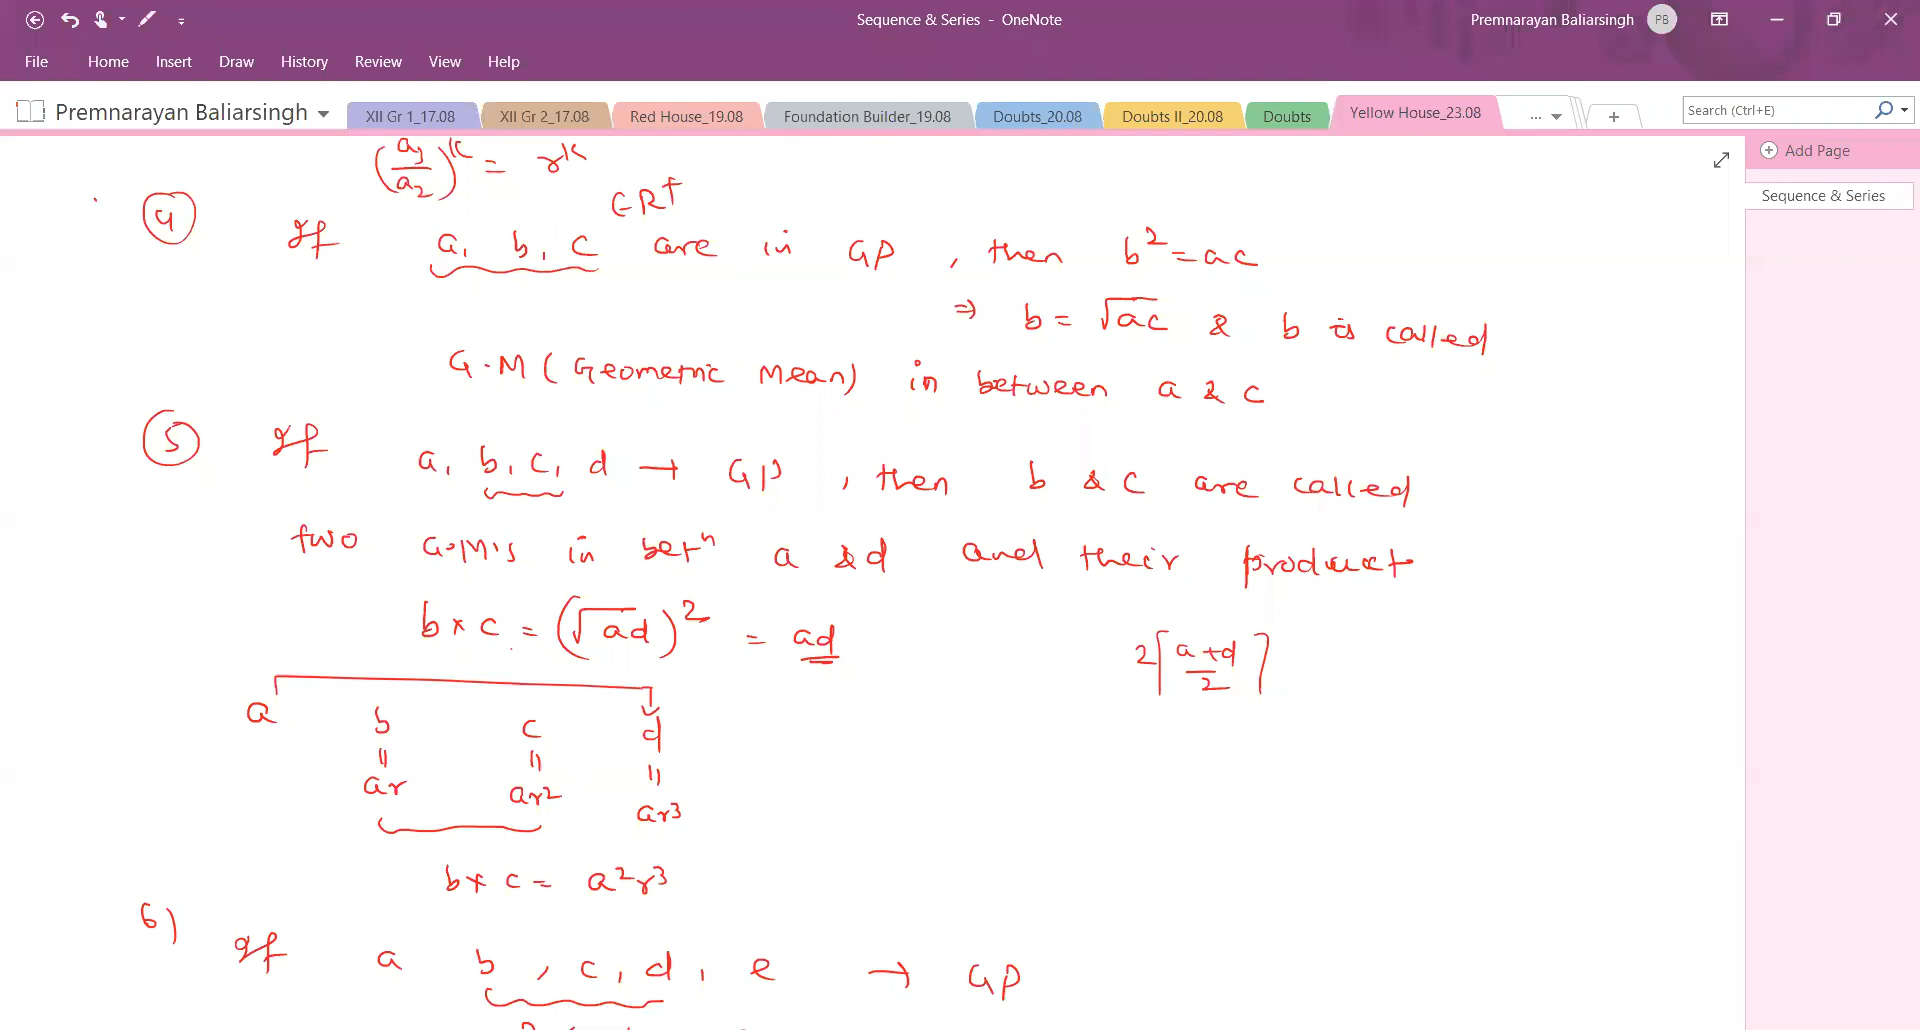 Sequence & Series - OneNote
Premnarayan Baliarsingh PB
File Home Insert Draw History Review View Help
Premnarayan Baliarsingh
XII Gr 1_17.08 XII Gr 2_17.08 Red House_19.08 Foundation Builder_19.08 Doubts_20.08 Doubts II_20.08 Doubts Yellow House_23.08 ... +
Search (Ctrl+E)
Add Page
Sequence & Series
(a₃/a₂)^K = r^K
∈R⁺
④ If a, b, c are in GP, then b² = ac
⇒ b = √ac & b is called
G.M (Geometric Mean) in between a & c
⑤ If a, b, c, d → GP, then b & c are called
two G.M's in betⁿ a & d and their product
b × c = (√ad)² = ad
2[a+d/2]
a b c d
= = =
ar ar² ar³
b × c = a²r³
6) If a b, c, d, e → GP